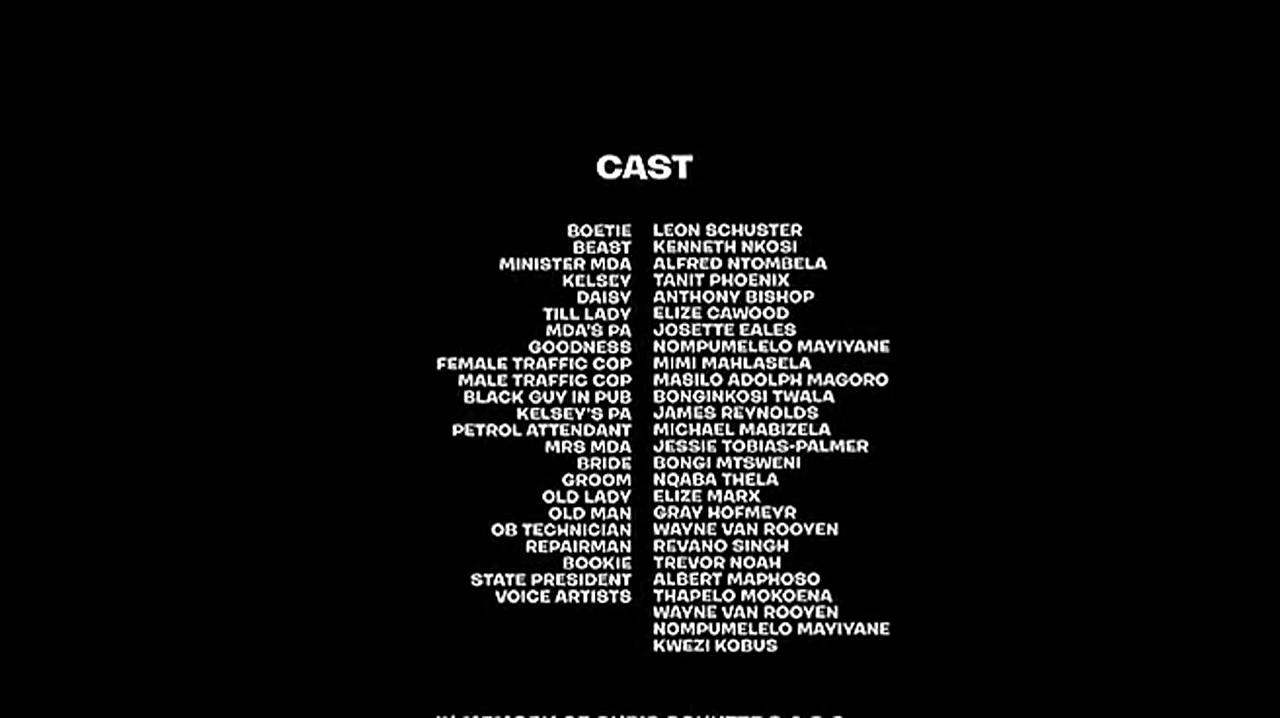 CAST
BOETIE LEON SCHUSTER
BEAST KENNETH NKOSI
MINISTER MDA ALFRED NTOMBELA
KELSEY TANIT PHOENIX
DAISY ANTHONY BISHOP
TILL LADY ELIZE CAWOOD
MDA'S PA JOSETTE EALES
GOODNESS NOMPUMELELO MAYIYANE
FEMALE TRAFFIC COP MIMI MAHLASELA
MALE TRAFFIC COP MASILO ADOLPH MAGORO
BLACK GUY IN PUB BONGINKOSI TWALA
KELSEY'S PA JAMES REYNOLDS
PETROL ATTENDANT MICHAEL MABIZELA
MRS MDA JESSIE TOBIAS-PALMER
BRIDE BONGI MTSWENI
GROOM NQABA THELA
OLD LADY ELIZE MARX
OLD MAN GRAY HOFMEYR
OB TECHNICIAN WAYNE VAN ROOYEN
REPAIRMAN REVANO SINGH
BOOKIE TREVOR NOAH
STATE PRESIDENT ALBERT MAPHOSO
VOICE ARTISTS THAPELO MOKOENA
WAYNE VAN ROOYEN
NOMPUMELELO MAYIYANE
KWEZI KOBUS
IN MEMORY OF